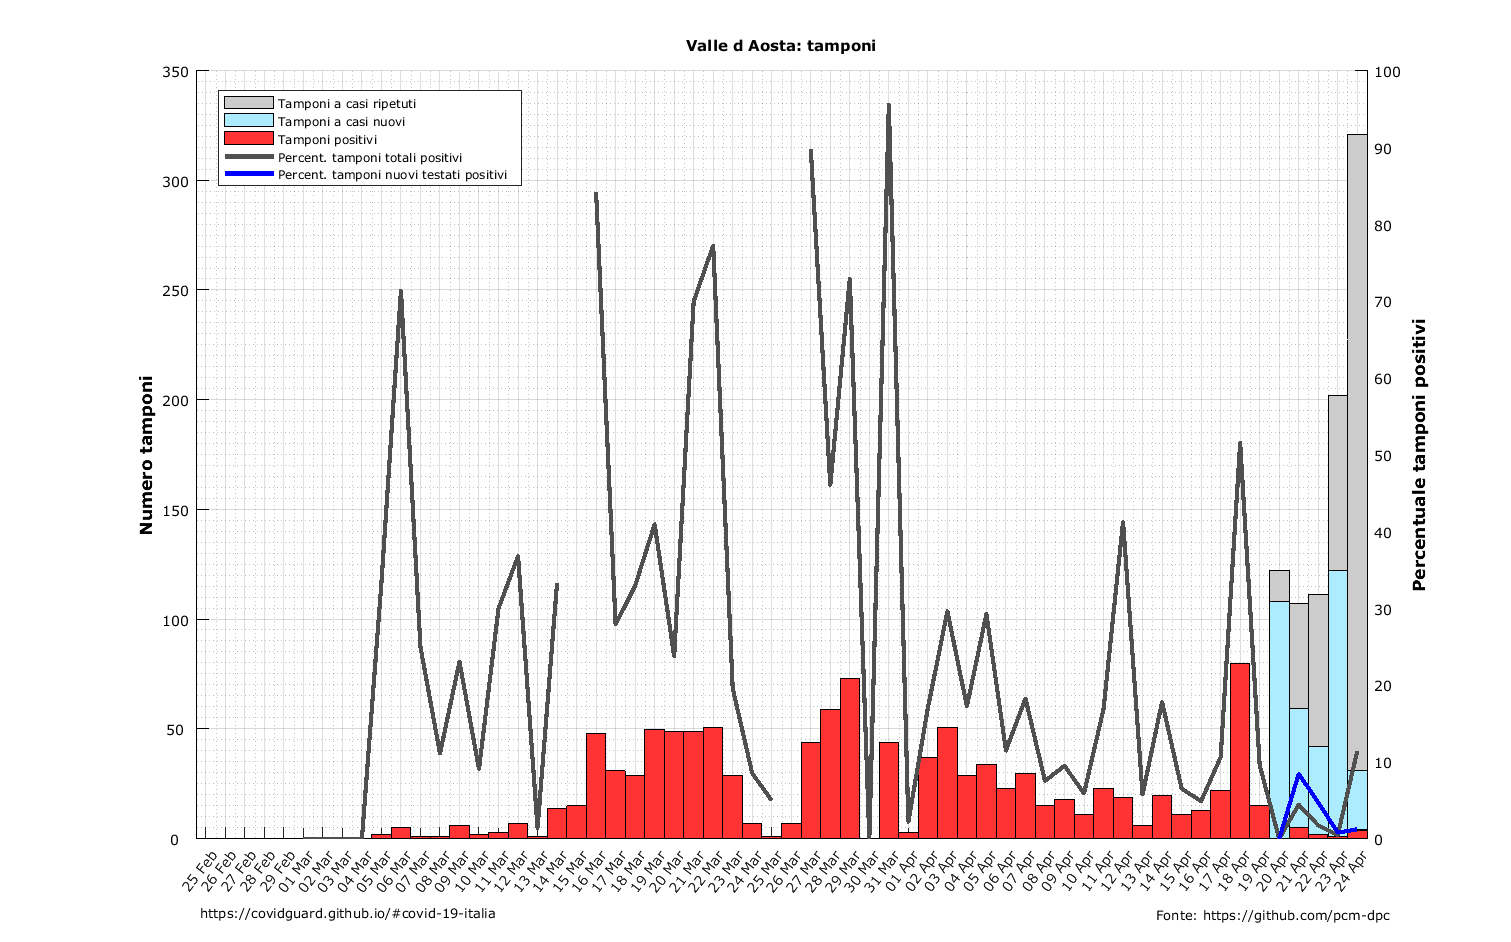 Valle d Aosta: tamponi
Tamponi a casi ripetuti
Tamponi a casi nuovi
Tamponi positivi
Percent. tamponi totali positivi
Percent. tamponi nuovi testati positivi
Numero tamponi
350
300
250
200
150
100
50
0
Percentuale tamponi positivi
100
90
80
70
60
50
40
30
20
10
0
25 Feb
26 Feb
27 Feb
28 Feb
29 Feb
01 Mar
02 Mar
03 Mar
04 Mar
05 Mar
06 Mar
07 Mar
08 Mar
09 Mar
10 Mar
11 Mar
12 Mar
13 Mar
14 Mar
15 Mar
16 Mar
17 Mar
18 Mar
19 Mar
20 Mar
21 Mar
22 Mar
23 Mar
24 Mar
25 Mar
26 Mar
27 Mar
28 Mar
29 Mar
30 Mar
31 Mar
01 Apr
02 Apr
03 Apr
04 Apr
05 Apr
06 Apr
07 Apr
08 Apr
09 Apr
10 Apr
11 Apr
12 Apr
13 Apr
14 Apr
15 Apr
16 Apr
17 Apr
18 Apr
19 Apr
20 Apr
21 Apr
22 Apr
23 Apr
24 Apr
https://covidguard.github.io/#covid-19-italia
Fonte: https://github.com/pcm-dpc